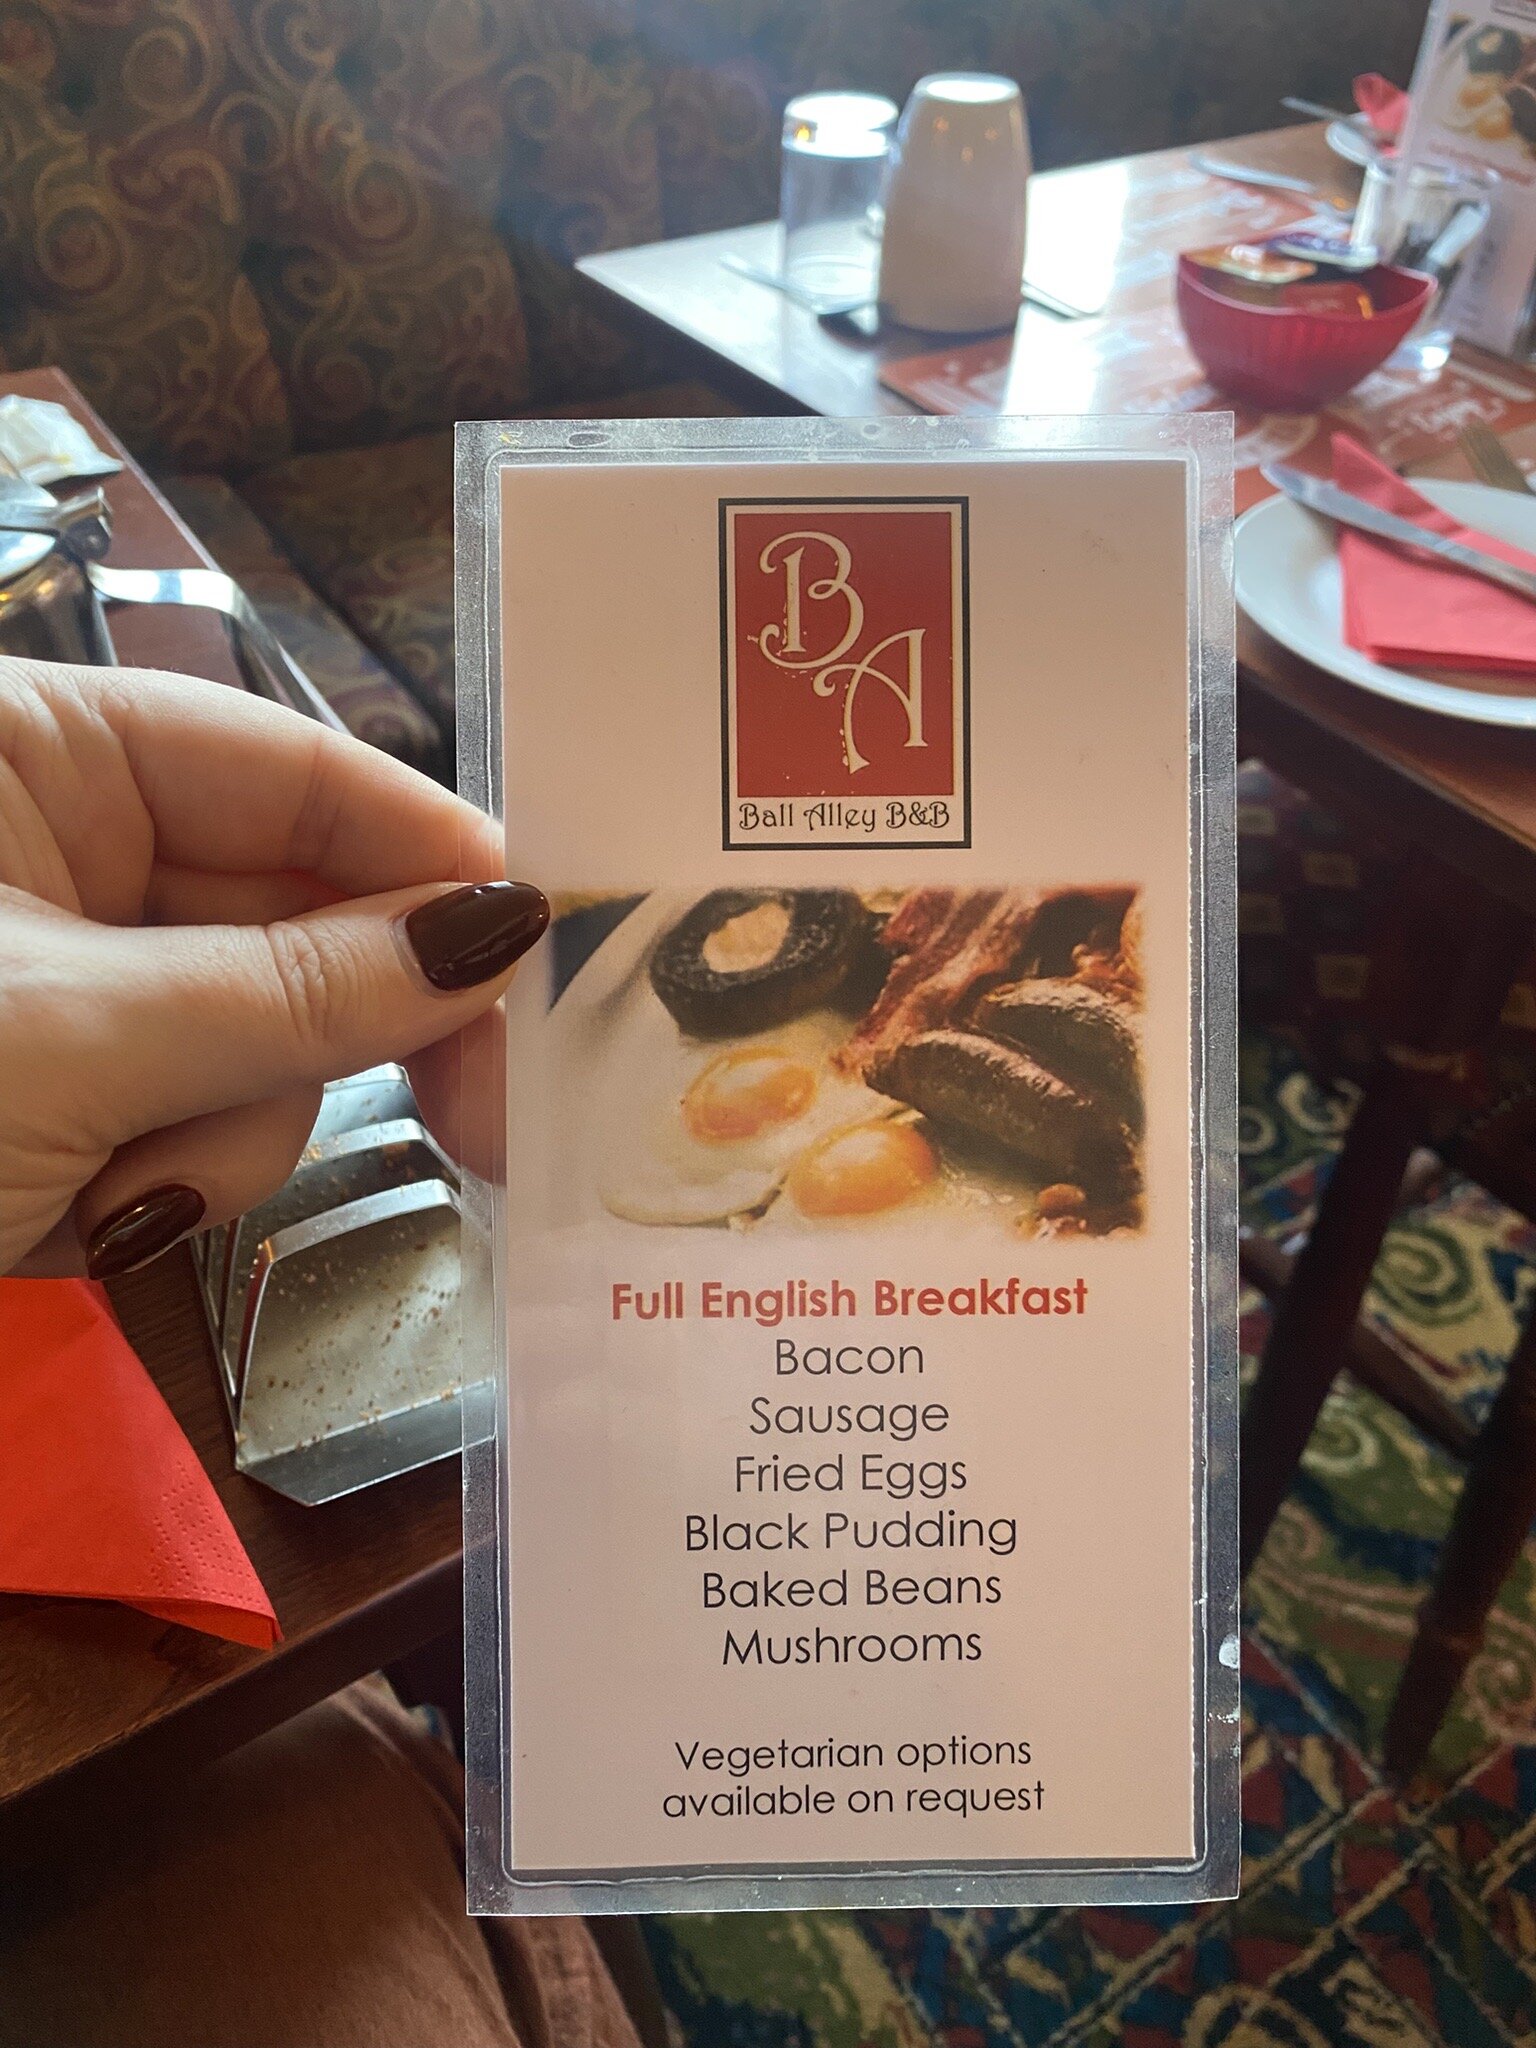 BA
Ball Alley B&B
Full English Breakfast
Bacon
Sausage
Fried Eggs
Black Pudding
Baked Beans
Mushrooms
Vegetarian options
available on request